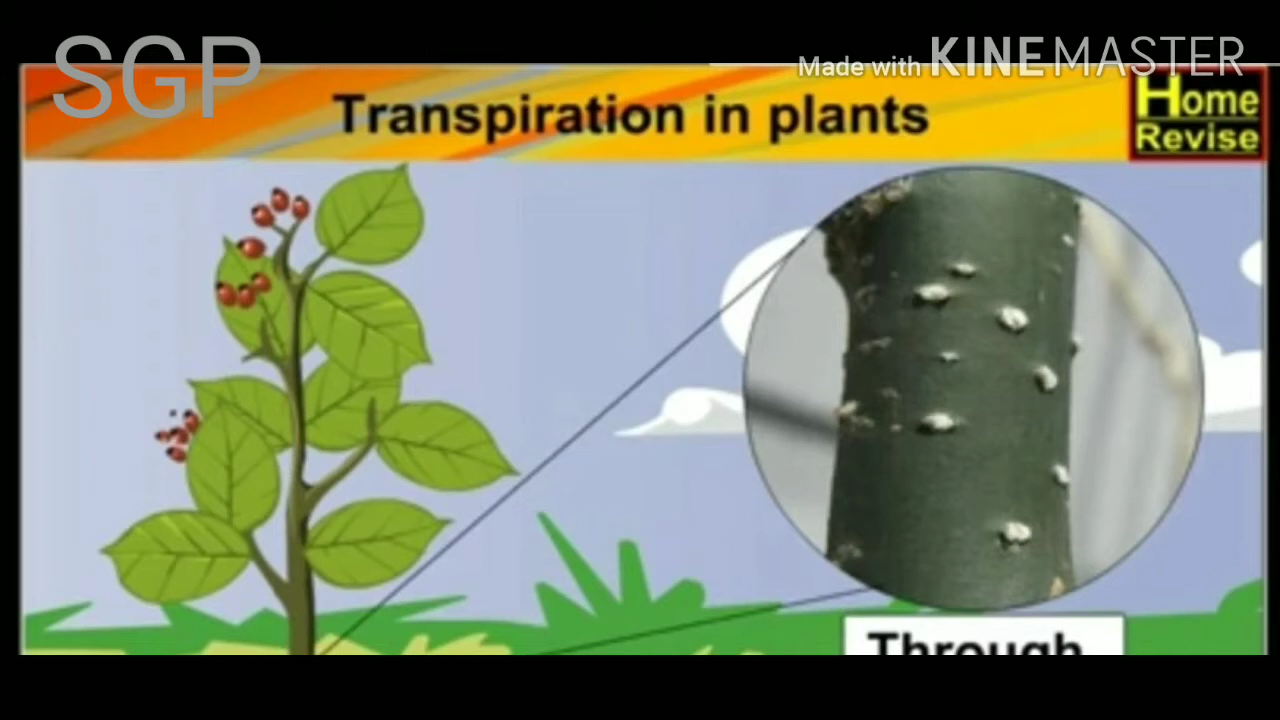 SGP
Made with KINEMASTER
Transpiration in plants
Home
Revise
Through